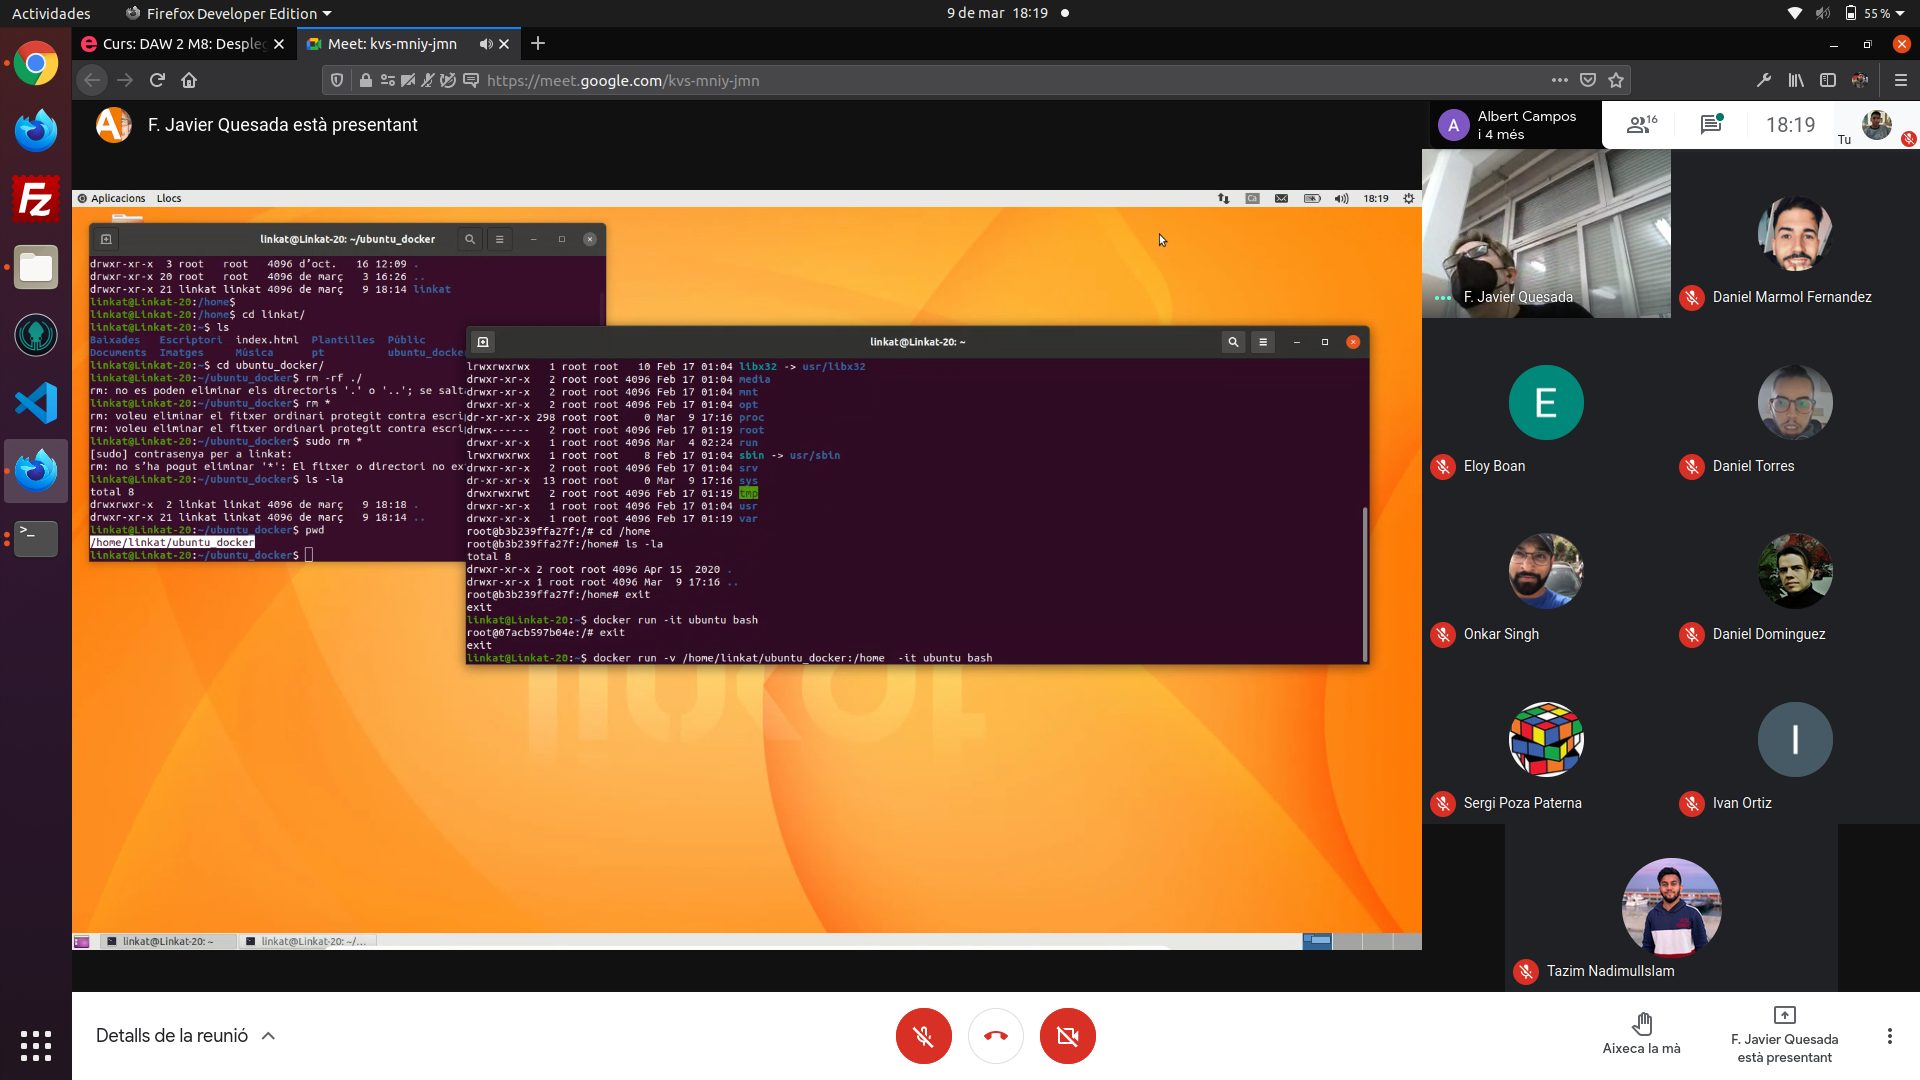 Actividades
Firefox Developer Edition
9 de mar 18:19
55 %
Curs: DAW 2 M8: Despleg
Meet: kvs-mniy-jmn
https://meet.google.com/kvs-mniy-jmn
F. Javier Quesada està presentant
Albert Campos
i 4 més
16
18:19
Tu
Aplicacions Llocs
Ca
18:19
linkat@Linkat-20: ~/ubuntu_docker
drwxr-xr-x 3 root root 4096 d’oct. 16 12:09 .
drwxr-xr-x 20 root root 4096 de març 3 16:26 ..
drwxr-xr-x 21 linkat linkat 4096 de març 9 18:14 linkat
linkat@Linkat-20:/home$
linkat@Linkat-20:/home$ cd linkat/
linkat@Linkat-20:~$ ls
Baixades Escriptori index.html Plantilles Públic
Documents Imatges Música pt ubuntu_docker
linkat@Linkat-20:~$ cd ubuntu_docker/
linkat@Linkat-20:~/ubuntu_docker$ rm -rf ./
rm: no es poden eliminar els directoris '.' o '..'; se salt
linkat@Linkat-20:~/ubuntu_docker$ rm *
rm: voleu eliminar el fitxer ordinari protegit contra escri
rm: voleu eliminar el fitxer ordinari protegit contra escri
linkat@Linkat-20:~/ubuntu_docker$ sudo rm *
[sudo] contrasenya per a linkat:
rm: no s’ha pogut eliminar '*': El fitxer o directori no ex
linkat@Linkat-20:~/ubuntu_docker$ ls -la
total 8
drwxrwxr-x 2 linkat linkat 4096 de març 9 18:18 .
drwxr-xr-x 21 linkat linkat 4096 de març 9 18:14 ..
linkat@Linkat-20:~/ubuntu_docker$ pwd
/home/linkat/ubuntu_docker
linkat@Linkat-20:~/ubuntu_docker$
linkat@Linkat-20: ~
lrwxrwxrwx 1 root root 10 Feb 17 01:04 libx32 -> usr/libx32
drwxr-xr-x 2 root root 4096 Feb 17 01:04 media
drwxr-xr-x 2 root root 4096 Feb 17 01:04 mnt
drwxr-xr-x 2 root root 4096 Feb 17 01:04 opt
dr-xr-xr-x 298 root root 0 Mar 9 17:16 proc
drwx------ 2 root root 4096 Feb 17 01:19 root
drwxr-xr-x 1 root root 4096 Mar 4 02:24 run
lrwxrwxrwx 1 root root 8 Feb 17 01:04 sbin -> usr/sbin
drwxr-xr-x 2 root root 4096 Feb 17 01:04 srv
dr-xr-xr-x 13 root root 0 Mar 9 17:16 sys
drwxrwxrwt 2 root root 4096 Feb 17 01:19 tmp
drwxr-xr-x 1 root root 4096 Feb 17 01:04 usr
drwxr-xr-x 1 root root 4096 Feb 17 01:19 var
root@b3b239ffa27f:/# cd /home
root@b3b239ffa27f:/home# ls -la
total 8
drwxr-xr-x 2 root root 4096 Apr 15 2020 .
drwxr-xr-x 1 root root 4096 Mar 9 17:16 ..
root@b3b239ffa27f:/home# exit
exit
linkat@Linkat-20:~$ docker run -it ubuntu bash
root@07acb597b04e:/# exit
exit
linkat@Linkat-20:~$ docker run -v /home/linkat/ubuntu_docker:/home -it ubuntu bash
linkat
linkat@Linkat-20: ~
linkat@Linkat-20: ~/...
F. Javier Quesada
Daniel Marmol Fernandez
E
Eloy Boan
Daniel Torres
Onkar Singh
Daniel Dominguez
Sergi Poza Paterna
I
Ivan Ortiz
Tazim NadimulIslam
Detalls de la reunió
Aixeca la mà
F. Javier Quesada
està presentant